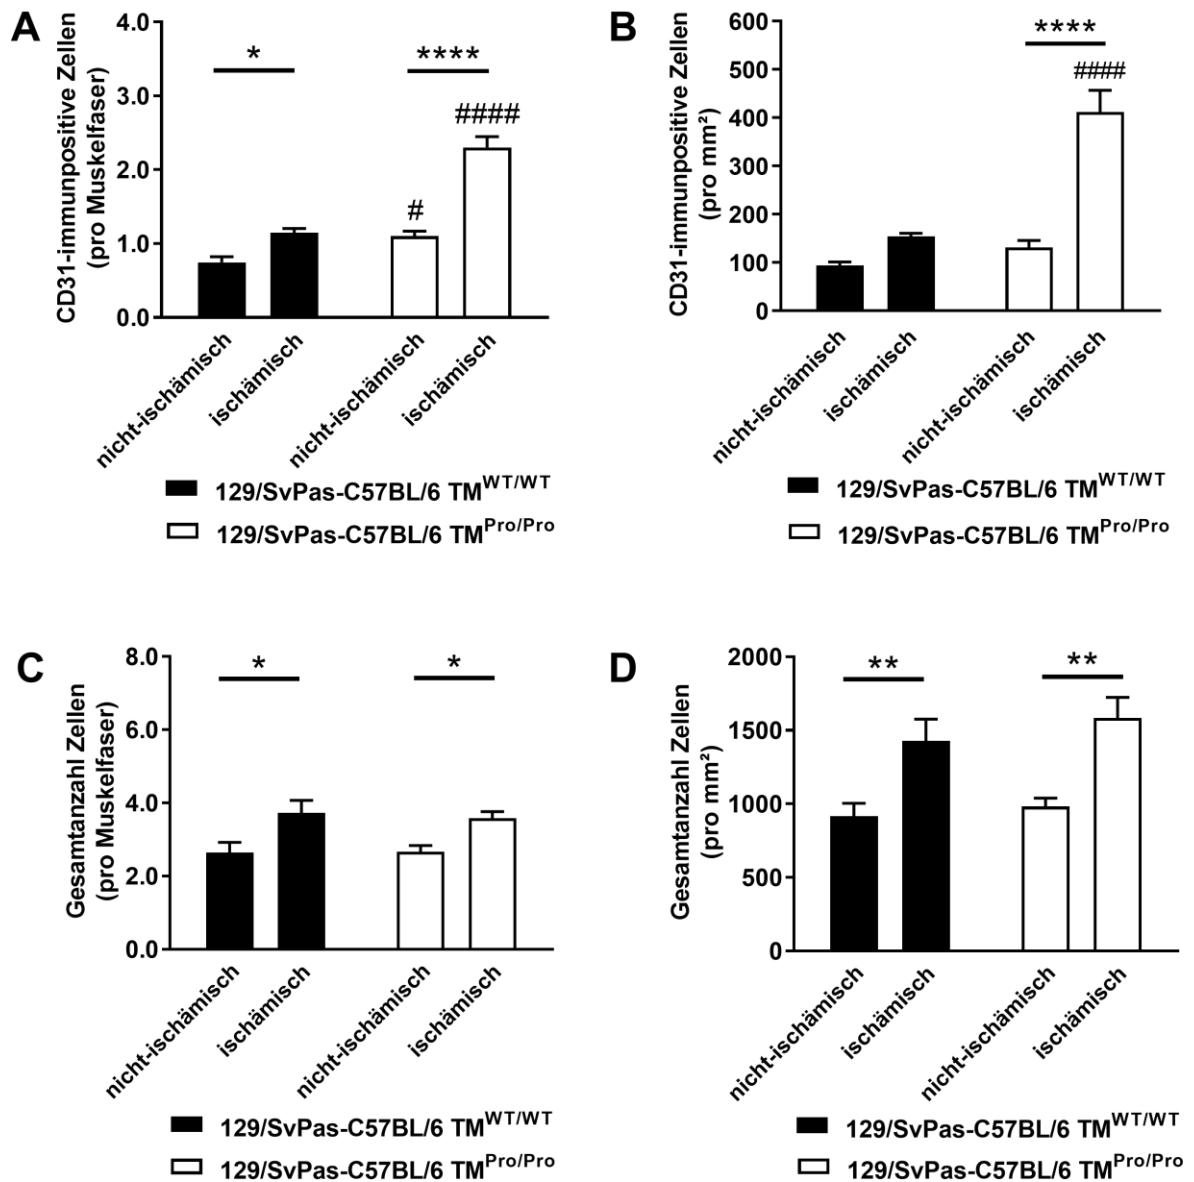 A
CD31-immunpositive Zellen
(pro Muskelfaser)
4.0
3.0
2.0
1.0
0.0
*
****
#
####
nicht-ischämisch
ischämisch
nicht-ischämisch
ischämisch
129/SvPas-C57BL/6 TM^WT/WT
129/SvPas-C57BL/6 TM^Pro/Pro
B
CD31-immunpositive Zellen
(pro mm²)
600
500
400
300
200
100
0
****
####
nicht-ischämisch
ischämisch
nicht-ischämisch
ischämisch
129/SvPas-C57BL/6 TM^WT/WT
129/SvPas-C57BL/6 TM^Pro/Pro
C
Gesamtanzahl Zellen
(pro Muskelfaser)
8.0
6.0
4.0
2.0
0.0
*
*
nicht-ischämisch
ischämisch
nicht-ischämisch
ischämisch
129/SvPas-C57BL/6 TM^WT/WT
129/SvPas-C57BL/6 TM^Pro/Pro
D
Gesamtanzahl Zellen
(pro mm²)
2000
1500
1000
500
0
**
**
nicht-ischämisch
ischämisch
nicht-ischämisch
ischämisch
129/SvPas-C57BL/6 TM^WT/WT
129/SvPas-C57BL/6 TM^Pro/Pro